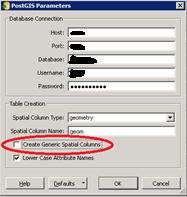 PostGIS Parameters
Database Connection
Host:
Port:
Database:
Username:
Password: ●●●●●●●●●●
Table Creation
Spatial Column Type: geometry
Spatial Column Name: geom
Create Generic Spatial Columns
Lower Case Attribute Names
Help Defaults OK Cancel